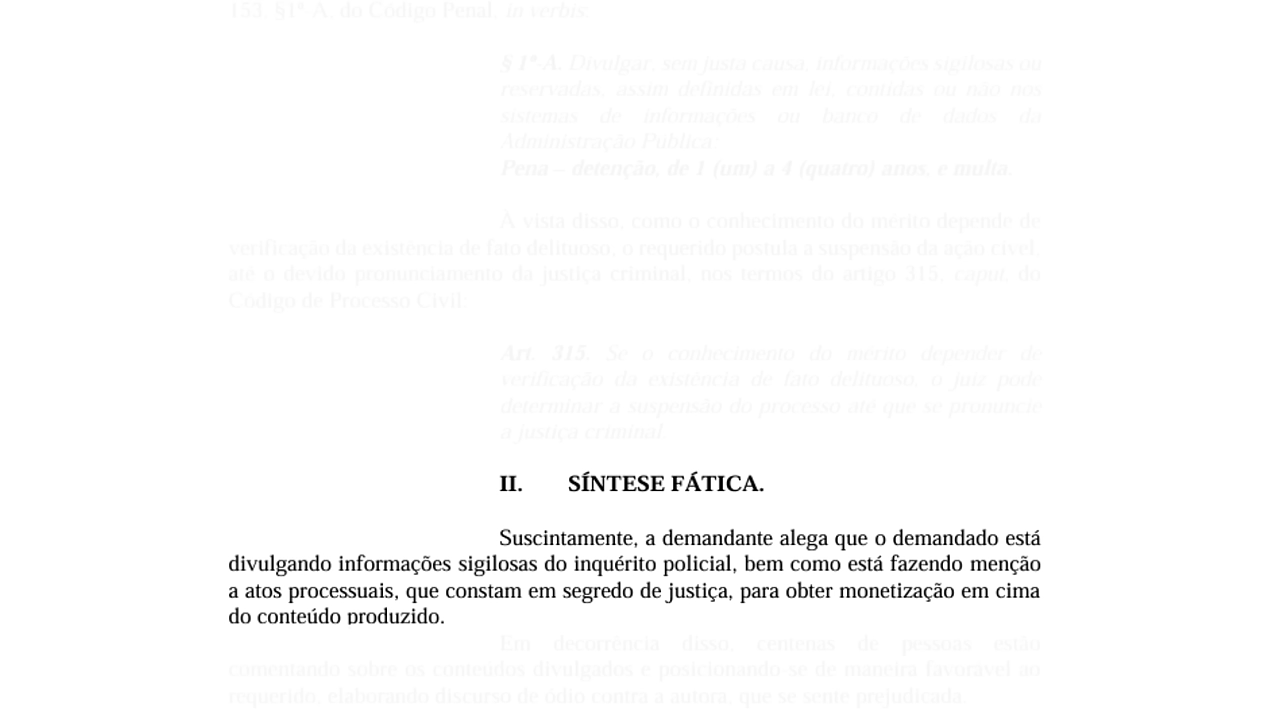 153, §1º-A, do Código Penal, in verbis:
§ 1º-A. Divulgar, sem justa causa, informações sigilosas ou
reservadas, assim definidas em lei, contidas ou não nos
sistemas de informações ou banco de dados da
Administração Pública:
Pena – detenção, de 1 (um) a 4 (quatro) anos, e multa.
À vista disso, como o conhecimento do mérito depende de
verificação da existência de fato delituoso, o requerido postula a suspensão da ação cível,
até o devido pronunciamento da justiça criminal, nos termos do artigo 315, caput, do
Código de Processo Civil:
Art. 315. Se o conhecimento do mérito depender de
verificação da existência de fato delituoso, o juiz pode
determinar a suspensão do processo até que se pronuncie
a justiça criminal.
II. SÍNTESE FÁTICA.
Suscintamente, a demandante alega que o demandado está
divulgando informações sigilosas do inquérito policial, bem como está fazendo menção
a atos processuais, que constam em segredo de justiça, para obter monetização em cima
do conteúdo produzido.
Em decorrência disso, centenas de pessoas estão
comentando sobre os conteúdos divulgados e posicionando-se de maneira favorável ao
requerido, elaborando discurso de ódio contra a autora, que se sente prejudicada.